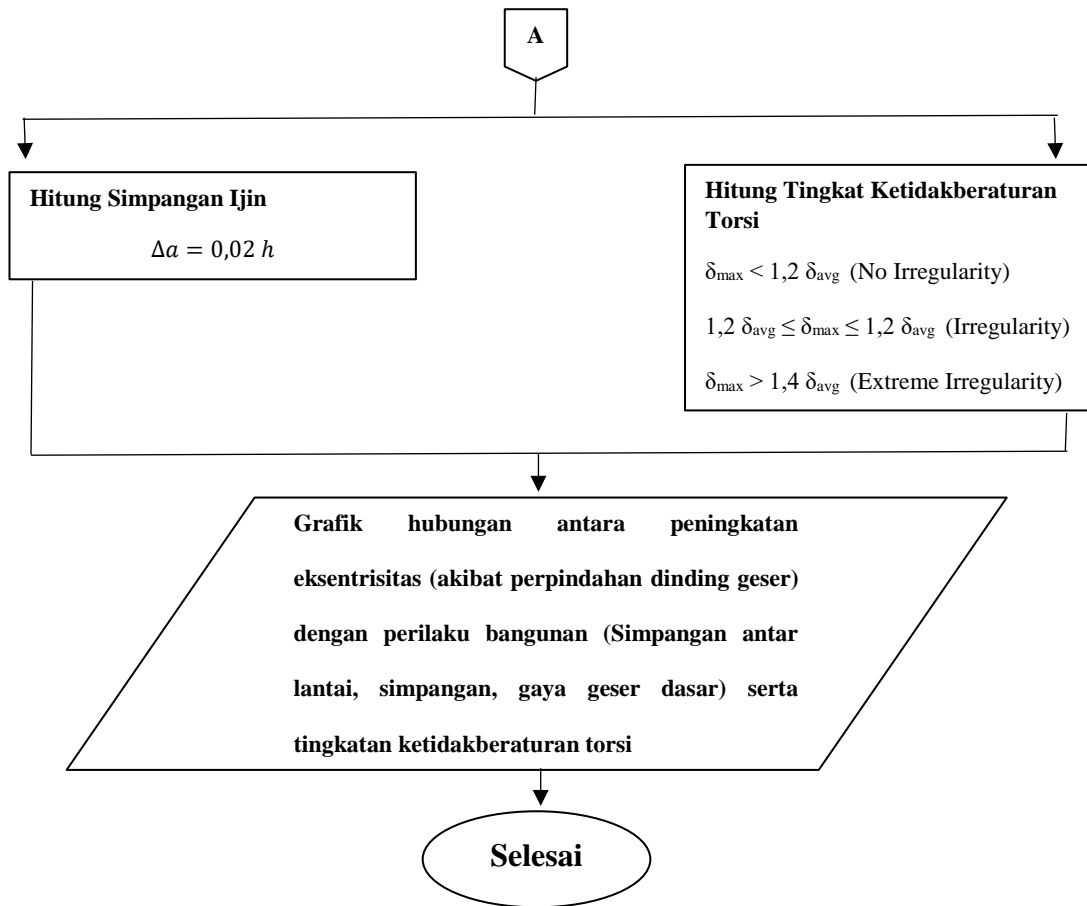 A
Hitung Simpangan Ijin
Δa = 0,02 h
Hitung Tingkat Ketidakberaturan
Torsi
δmax < 1,2 δavg (No Irregularity)
1,2 δavg ≤ δmax ≤ 1,2 δavg (Irregularity)
δmax > 1,4 δavg (Extreme Irregularity)
Grafik hubungan antara peningkatan
eksentrisitas (akibat perpindahan dinding geser)
dengan perilaku bangunan (Simpangan antar
lantai, simpangan, gaya geser dasar) serta
tingkatan ketidakberaturan torsi
Selesai